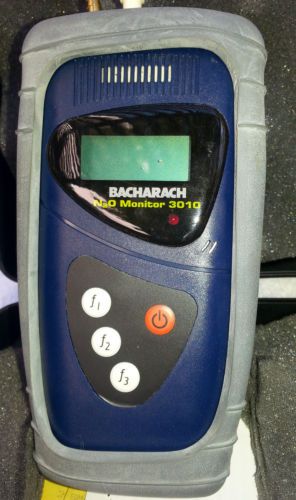 BACHARACH
N₂O Monitor 3010
f₁
f₂
f₃